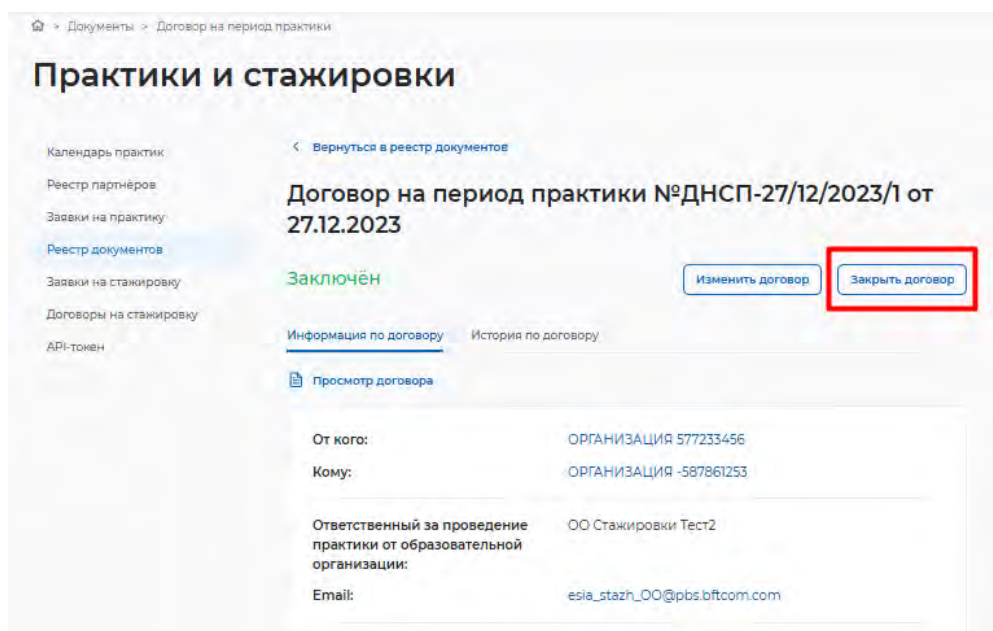 > Документы > Договор на период практики
Практики и стажировки
Календарь практик
Реестр партнёров
Заявки на практику
Реестр документов
Заявки на стажировку
Договоры на стажировку
API-токен
< Вернуться в реестр документов
Договор на период практики №ДНСП-27/12/2023/1 от
27.12.2023
Заключён
Изменить договор
Закрыть договор
Информация по договору
История по договору
Просмотр договора
От кого: ОРГАНИЗАЦИЯ 577233456
Кому: ОРГАНИЗАЦИЯ -587861253
Ответственный за проведение ОО Стажировки Тест2
практики от образовательной
организации:
Email: esia_stazh_OO@pbs.bftcom.com